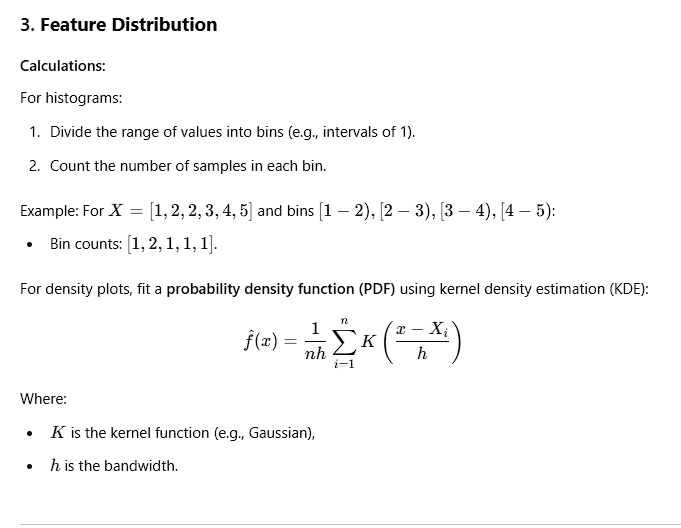 3. Feature Distribution
Calculations:
For histograms:
1. Divide the range of values into bins (e.g., intervals of 1).
2. Count the number of samples in each bin.
Example: For X = [1, 2, 2, 3, 4, 5] and bins [1 − 2), [2 − 3), [3 − 4), [4 − 5):
• Bin counts: [1, 2, 1, 1, 1].
For density plots, fit a probability density function (PDF) using kernel density estimation (KDE):
f̂(x) = \frac{1}{nh} \sum_{i=1}^{n} K \left( \frac{x − X_i}{h} \right)
Where:
• K is the kernel function (e.g., Gaussian),
• h is the bandwidth.